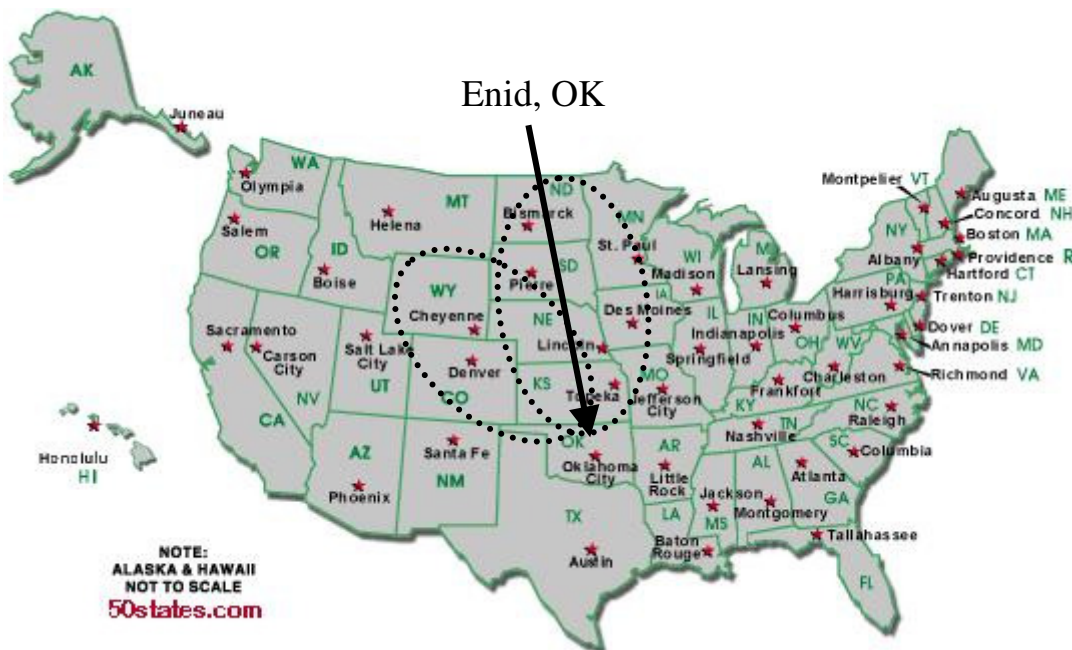 AK
Juneau
Enid, OK
WA
Olympia
MT
Helena
ND
Bismarck
MN
St. Paul
Montpelier VT
Augusta ME
Concord NH
Boston MA
Providence R
Hartford CT
NY
Albany
Salem
OR
ID
Boise
SD
Pierre
WI
Madison
MI
Lansing
PA
Harrisburg
Trenton NJ
WY
Cheyenne
NE
Lincoln
IA
Des Moines
IL
Springfield
IN
Indianapolis
Columbus
OH
WV
Charleston
Dover DE
Annapolis MD
Richmond VA
Sacramento
Carson
City
NV
CA
Salt Lake
City
UT
Denver
CO
KS
Topeka
MO
Jefferson
City
KY
Frankfort
NC
Raleigh
TN
Nashville
SC
Columbia
Honolulu
HI
AZ
Phoenix
Santa Fe
NM
OK
Oklahoma
City
AR
Little
Rock
AL
Montgomery
Atlanta
GA
Jackson
MS
LA
Baton
Rouge
TX
Austin
Tallahassee
FL
NOTE:
ALASKA & HAWAII
NOT TO SCALE
50states.com